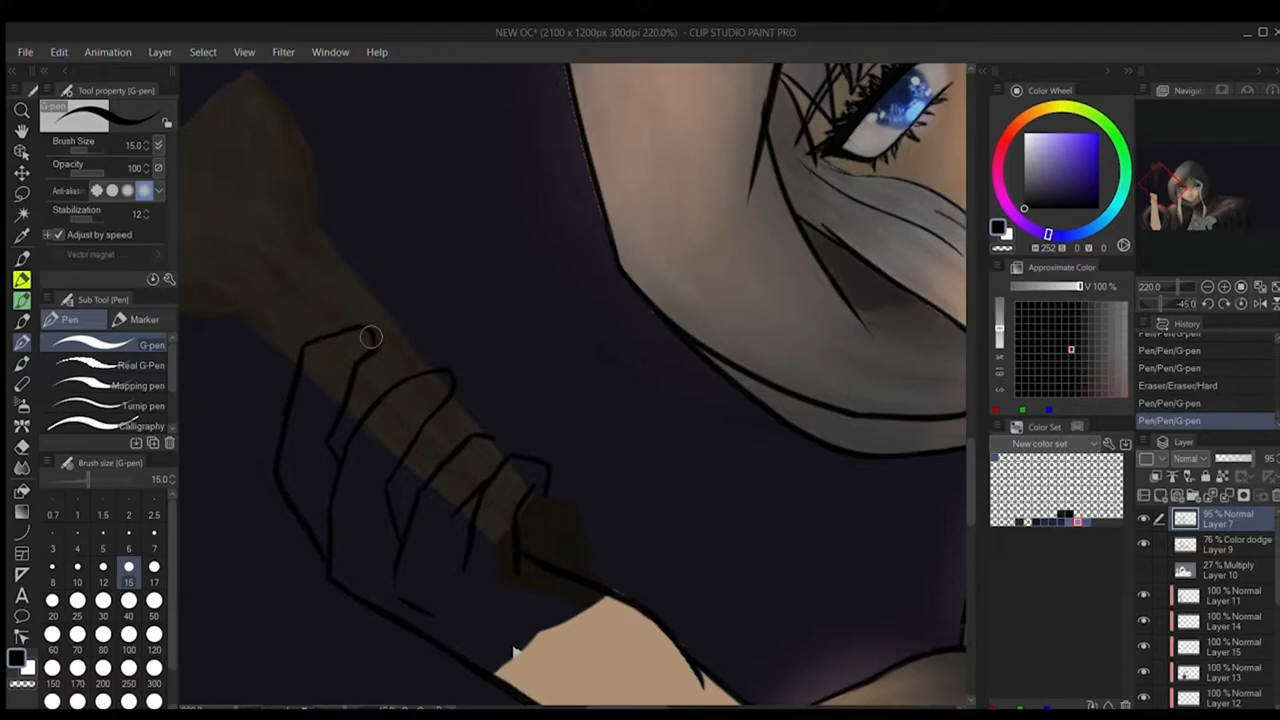 NEW OC* (2100 x 1200px 300dpi 220.0%) - CLIP STUDIO PAINT PRO
File Edit Animation Layer Select View Filter Window Help
Tool property [G-pen]
G-pen
Brush Size 15.0
Opacity 100
Anti-aliasi
Stabilization 12
Adjust by speed
Vector magnet
Sub Tool [Pen]
Pen Marker
G-pen
Real G-Pen
Mapping pen
Turnip pen
Calligraphy
Brush size [G-pen]
15.0
0.7 1 1.5 2 2.5
3 4 5 6 7
8 10 12 15 17
20 25 30 40 50
60 70 80 100 120
150 170 200 250 300
Color Wheel
H 252 S 0 V 0
Approximate Color
V 100 %
Color Set
New color set
Navigat
220.0
-45.0
History
Pen/Pen/G-pen
Pen/Pen/G-pen
Eraser/Eraser/Hard
Pen/Pen/G-pen
Pen/Pen/G-pen
Layer
Normal 95
95 % Normal
Layer 7
76 % Color dodge
Layer 9
27 % Multiply
Layer 10
100 % Normal
Layer 11
100 % Normal
Layer 14
100 % Normal
Layer 15
100 % Normal
Layer 13
100 % Normal
Layer 12